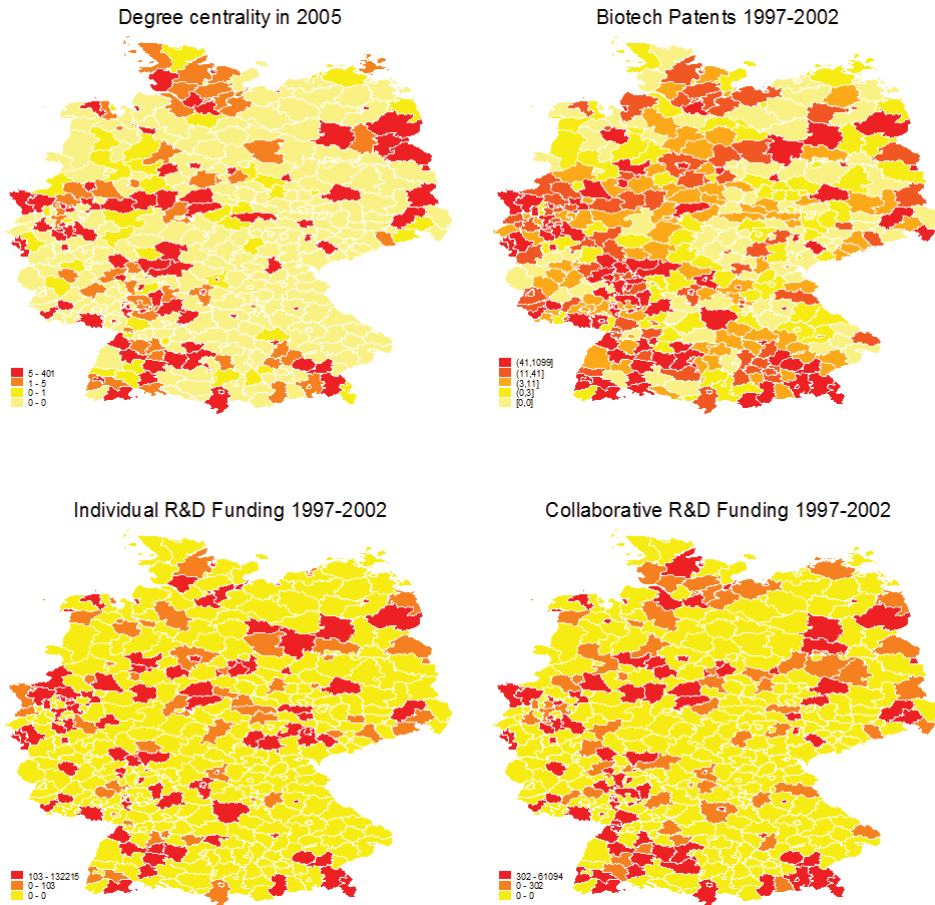 Degree centrality in 2005
5 - 401
1 - 5
0 - 1
0 - 0
Biotech Patents 1997-2002
(41,1099]
(11,41]
(3,11]
(0,3]
[0,0]
Individual R&D Funding 1997-2002
103 - 132215
0 - 103
0 - 0
Collaborative R&D Funding 1997-2002
302 - 61094
0 - 302
0 - 0